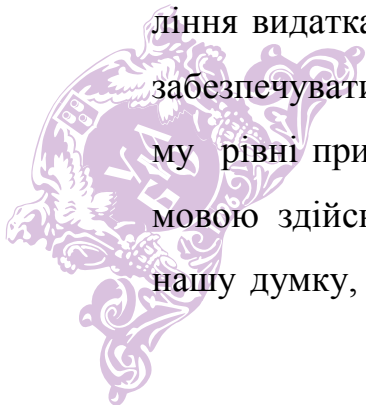 ління видатка
забезпечувати
му рівні при
мовою здійсн
нашу думку,